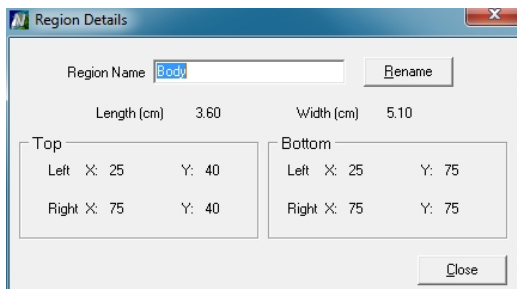 Region Details
X
Region Name Body Rename
Length (cm) 3.60 Width (cm) 5.10
Top
Left X: 25 Y: 40
Right X: 75 Y: 40
Bottom
Left X: 25 Y: 75
Right X: 75 Y: 75
Close